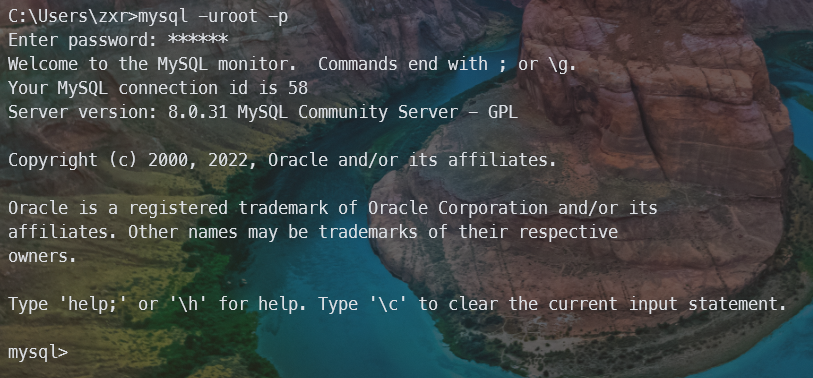 C:\Users\zxr>mysql -uroot -p
Enter password: ******
Welcome to the MySQL monitor.  Commands end with ; or \g.
Your MySQL connection id is 58
Server version: 8.0.31 MySQL Community Server - GPL
Copyright (c) 2000, 2022, Oracle and/or its affiliates.
Oracle is a registered trademark of Oracle Corporation and/or its
affiliates. Other names may be trademarks of their respective
owners.
Type 'help;' or '\h' for help. Type '\c' to clear the current input statement.
mysql>